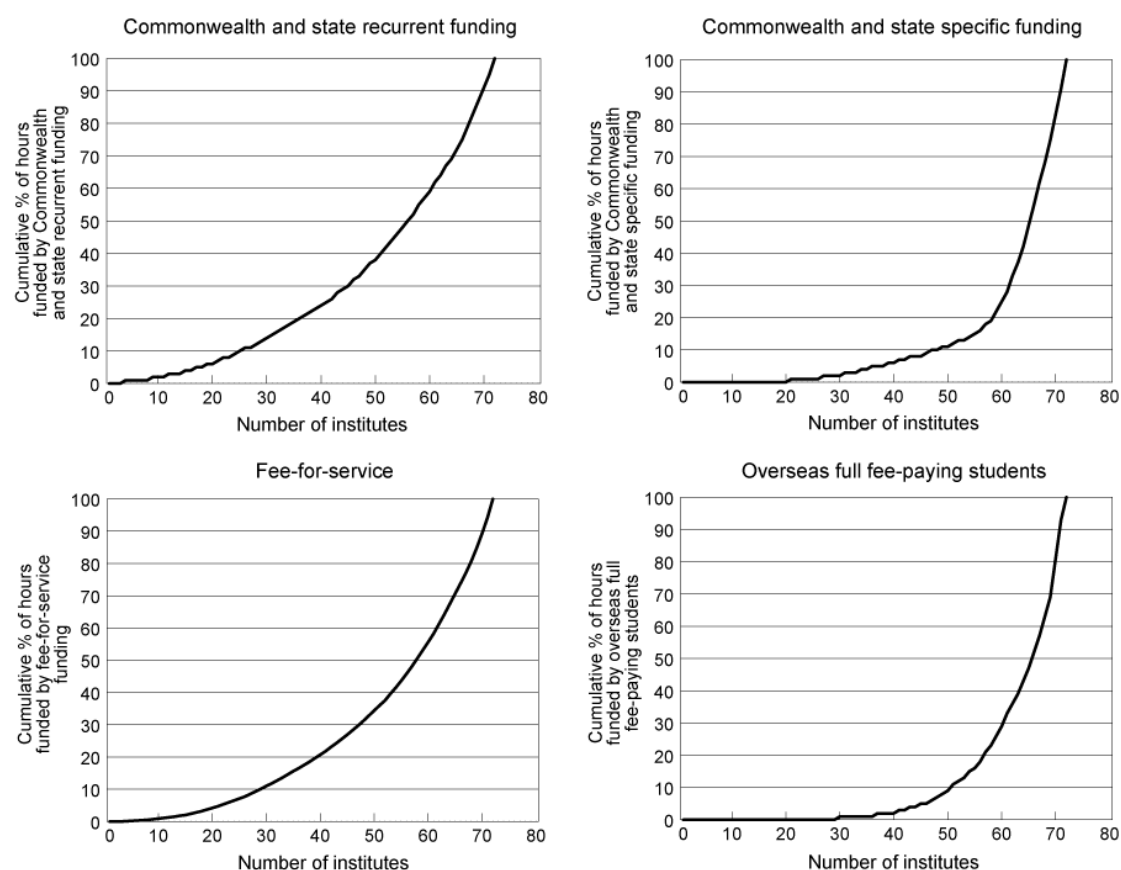 Commonwealth and state recurrent funding
Cumulative % of hours
funded by Commonwealth
and state recurrent funding
100
90
80
70
60
50
40
30
20
10
0
0 10 20 30 40 50 60 70 80
Number of institutes
Commonwealth and state specific funding
Cumulative % of hours
funded by Commonwealth
and state specific funding
100
90
80
70
60
50
40
30
20
10
0
0 10 20 30 40 50 60 70 80
Number of institutes
Fee-for-service
Cumulative % of hours
funded by fee-for-service
funding
100
90
80
70
60
50
40
30
20
10
0
0 10 20 30 40 50 60 70 80
Number of institutes
Overseas full fee-paying students
Cumulative % of hours
funded by overseas full
fee-paying students
100
90
80
70
60
50
40
30
20
10
0
0 10 20 30 40 50 60 70 80
Number of institutes